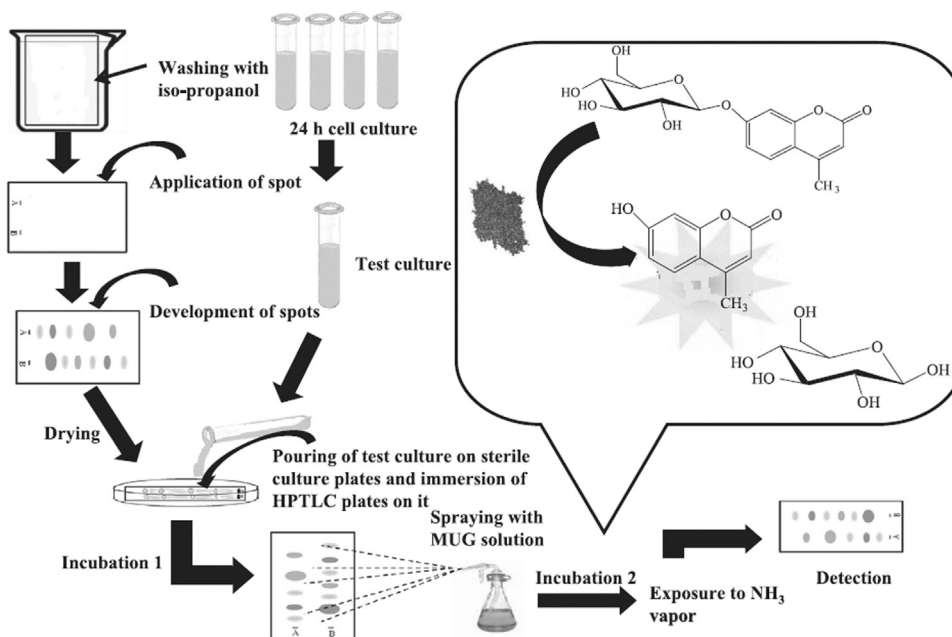 Washing with
iso-propanol
24 h cell culture
Application of spot
A
B
Test culture
Development of spots
A
B
Drying
Pouring of test culture on sterile
culture plates and immersion of
HPTLC plates on it
Incubation 1
A B
Spraying with
MUG solution
Incubation 2
Exposure to NH₃
vapor
Detection
B
A
OH
HO
HO
OH
O
O
O
O
CH₃
HO
O
O
CH₃
OH
O
HO
HO
OH
OH